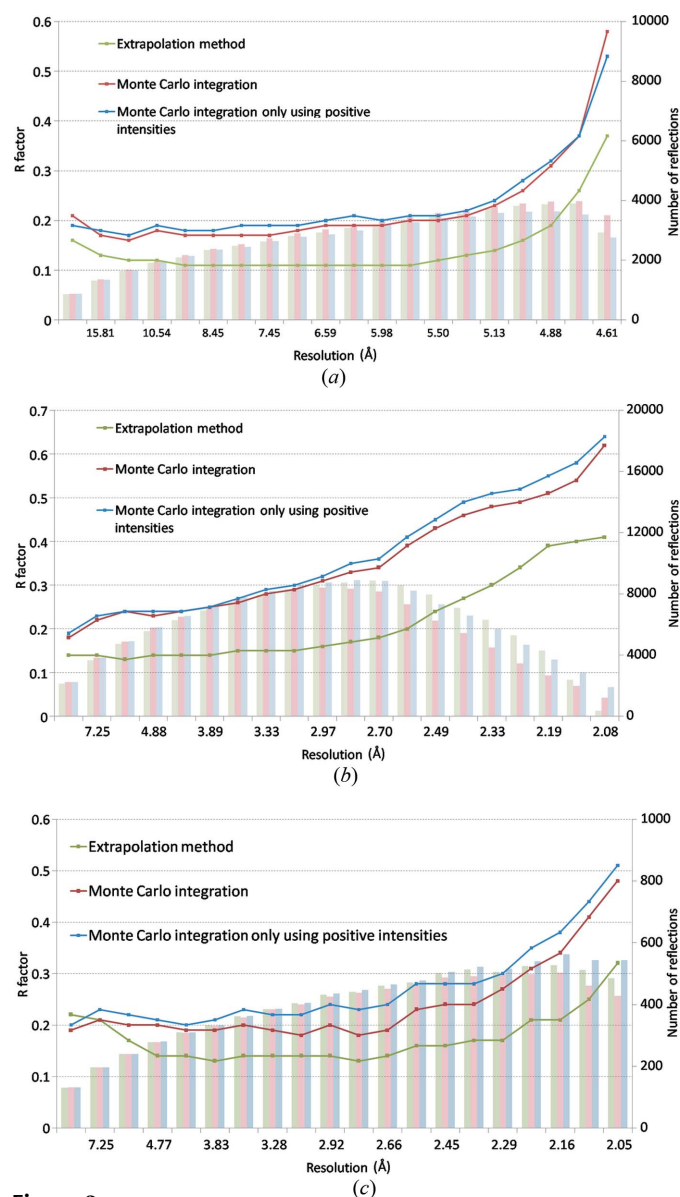 0.6
0.5
0.4
0.3
0.2
0.1
0
R factor
Extrapolation method
Monte Carlo integration
Monte Carlo integration only using positive
intensities
10000
8000
6000
4000
2000
0
Number of reflections
15.81 10.54 8.45 7.45 6.59 5.98 5.50 5.13 4.88 4.61
Resolution (Å)
(a)
0.7
0.6
0.5
0.4
0.3
0.2
0.1
0
R factor
Extrapolation method
Monte Carlo integration
Monte Carlo integration only using positive
intensities
20000
16000
12000
8000
4000
0
Number of reflections
7.25 4.88 3.89 3.33 2.97 2.70 2.49 2.33 2.19 2.08
Resolution (Å)
(b)
0.6
0.5
0.4
0.3
0.2
0.1
0
R factor
Extrapolation method
Monte Carlo integration
Monte Carlo integration only using positive intensities
1000
800
600
400
200
0
Number of reflections
7.25 4.77 3.83 3.28 2.92 2.66 2.45 2.29 2.16 2.05
Resolution (Å)
(c)